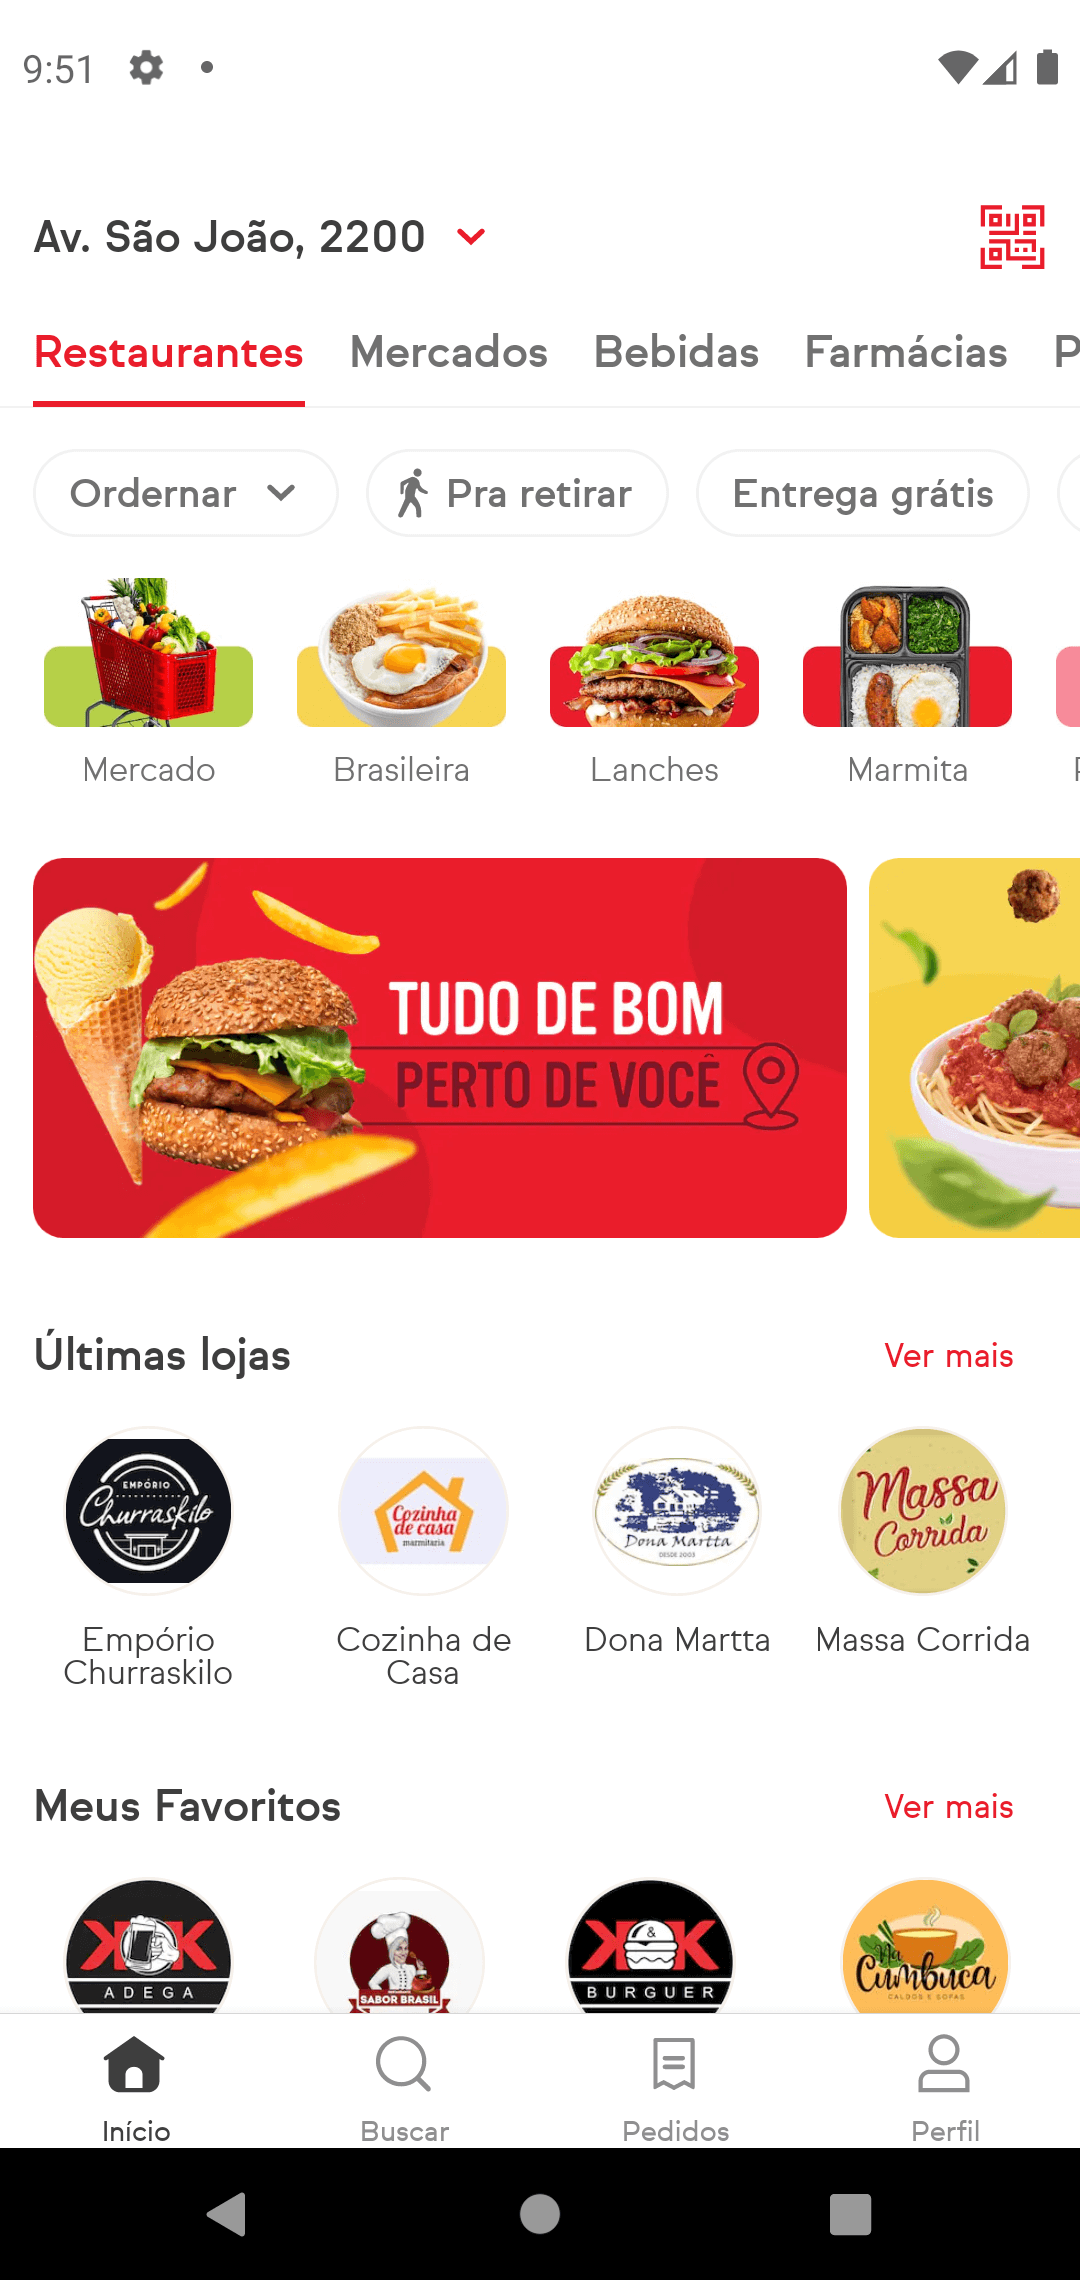 9:51
Av. São João, 2200
Restaurantes Mercados Bebidas Farmácias P
Ordernar Pra retirar Entrega grátis
Mercado Brasileira Lanches Marmita
TUDO DE BOM
PERTO DE VOCÊ
Últimas lojas Ver mais
EMPÓRIO
Churraskilo
Cozinha
de casa
marmitaria
Dona Martta
DESDE 2003
Massa
Corrida
Empório
Churraskilo
Cozinha de
Casa
Dona Martta
Massa Corrida
Meus Favoritos Ver mais
K K
ADEGA
SABOR BRASIL
K & K
BURGUER
Na
Cumbuca
CALDOS E SOPAS
Início Buscar Pedidos Perfil